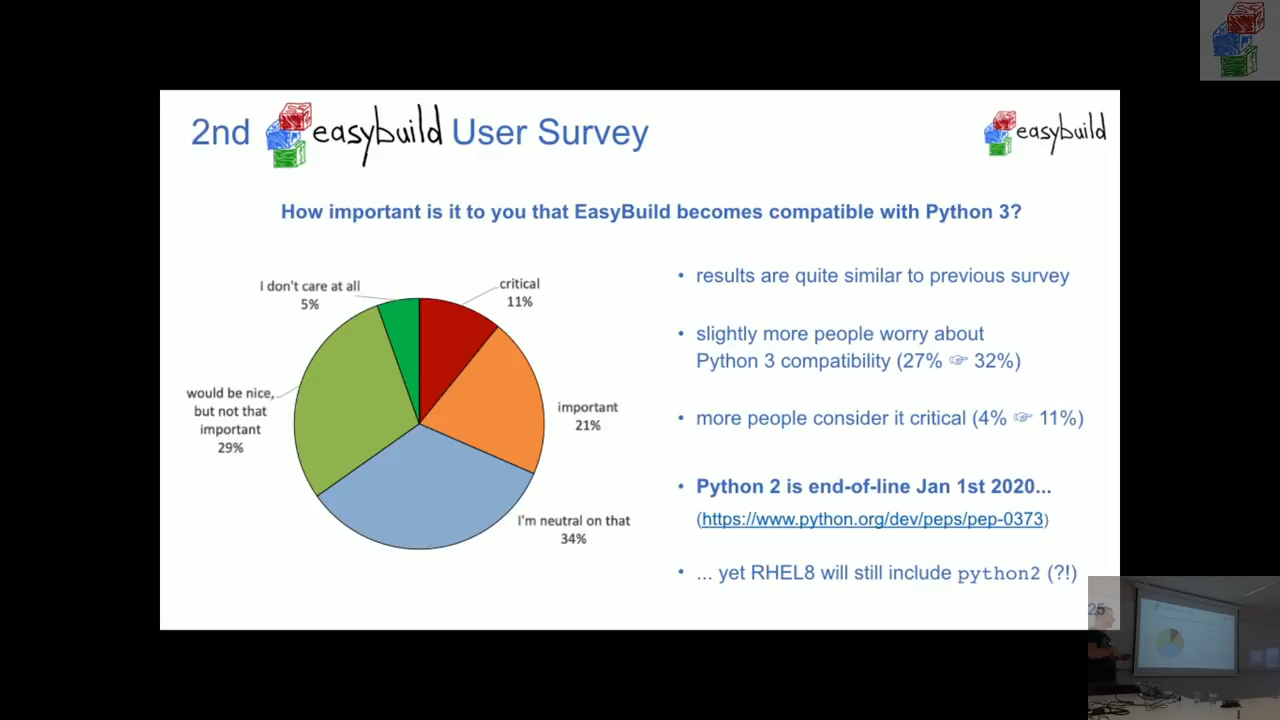 2nd easybuild User Survey
easybuild
How important is it to you that EasyBuild becomes compatible with Python 3?
I don't care at all
5%
critical
11%
would be nice,
but not that
important
29%
important
21%
I'm neutral on that
34%
• results are quite similar to previous survey
• slightly more people worry about
Python 3 compatibility (27% ☞ 32%)
• more people consider it critical (4% ☞ 11%)
• Python 2 is end-of-line Jan 1st 2020...
(https://www.python.org/dev/peps/pep-0373)
• ... yet RHEL8 will still include python2 (?!)
25